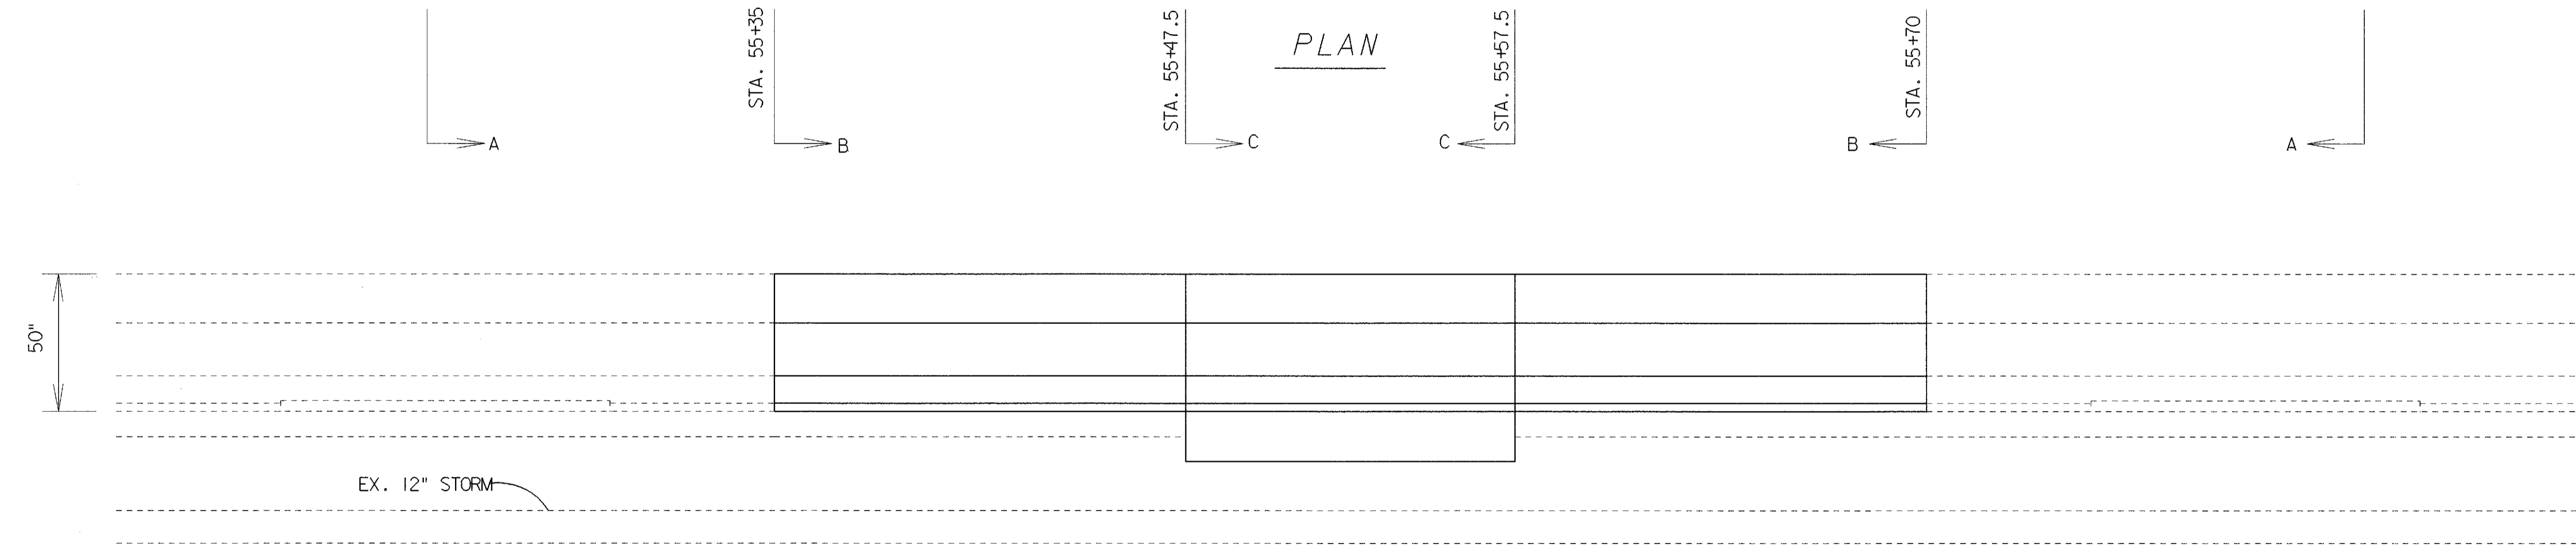 STA. 55+35
STA. 55+47.5
PLAN
STA. 55+57.5
STA. 55+70
A
B
C
C
B
A
50"
EX. 12" STORM